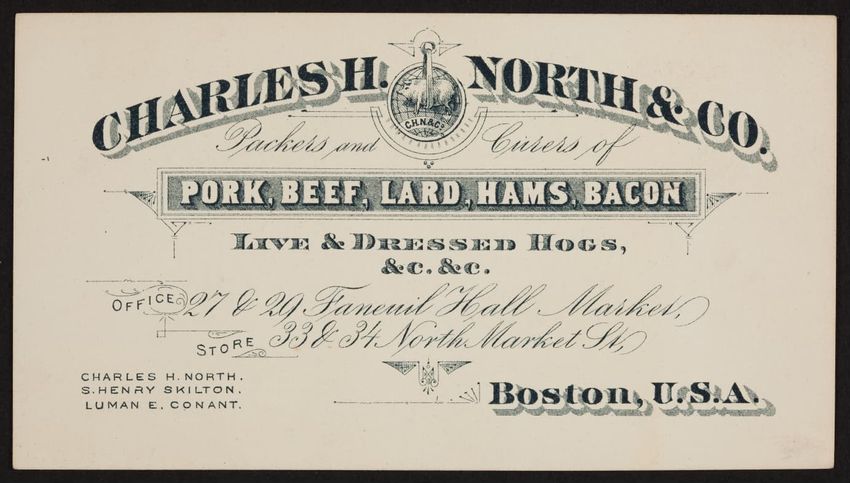 CHARLES H. NORTH & CO.
C.H.N.& Co
Packers and Curers of
PORK, BEEF, LARD, HAMS, BACON
LIVE & DRESSED HOGS,
&C. &C.
OFFICE 27 & 29 Faneuil Hall Market,
STORE 33 & 34 North Market St,
CHARLES H. NORTH.
S. HENRY SKILTON.
LUMAN E. CONANT.
Boston, U.S.A.